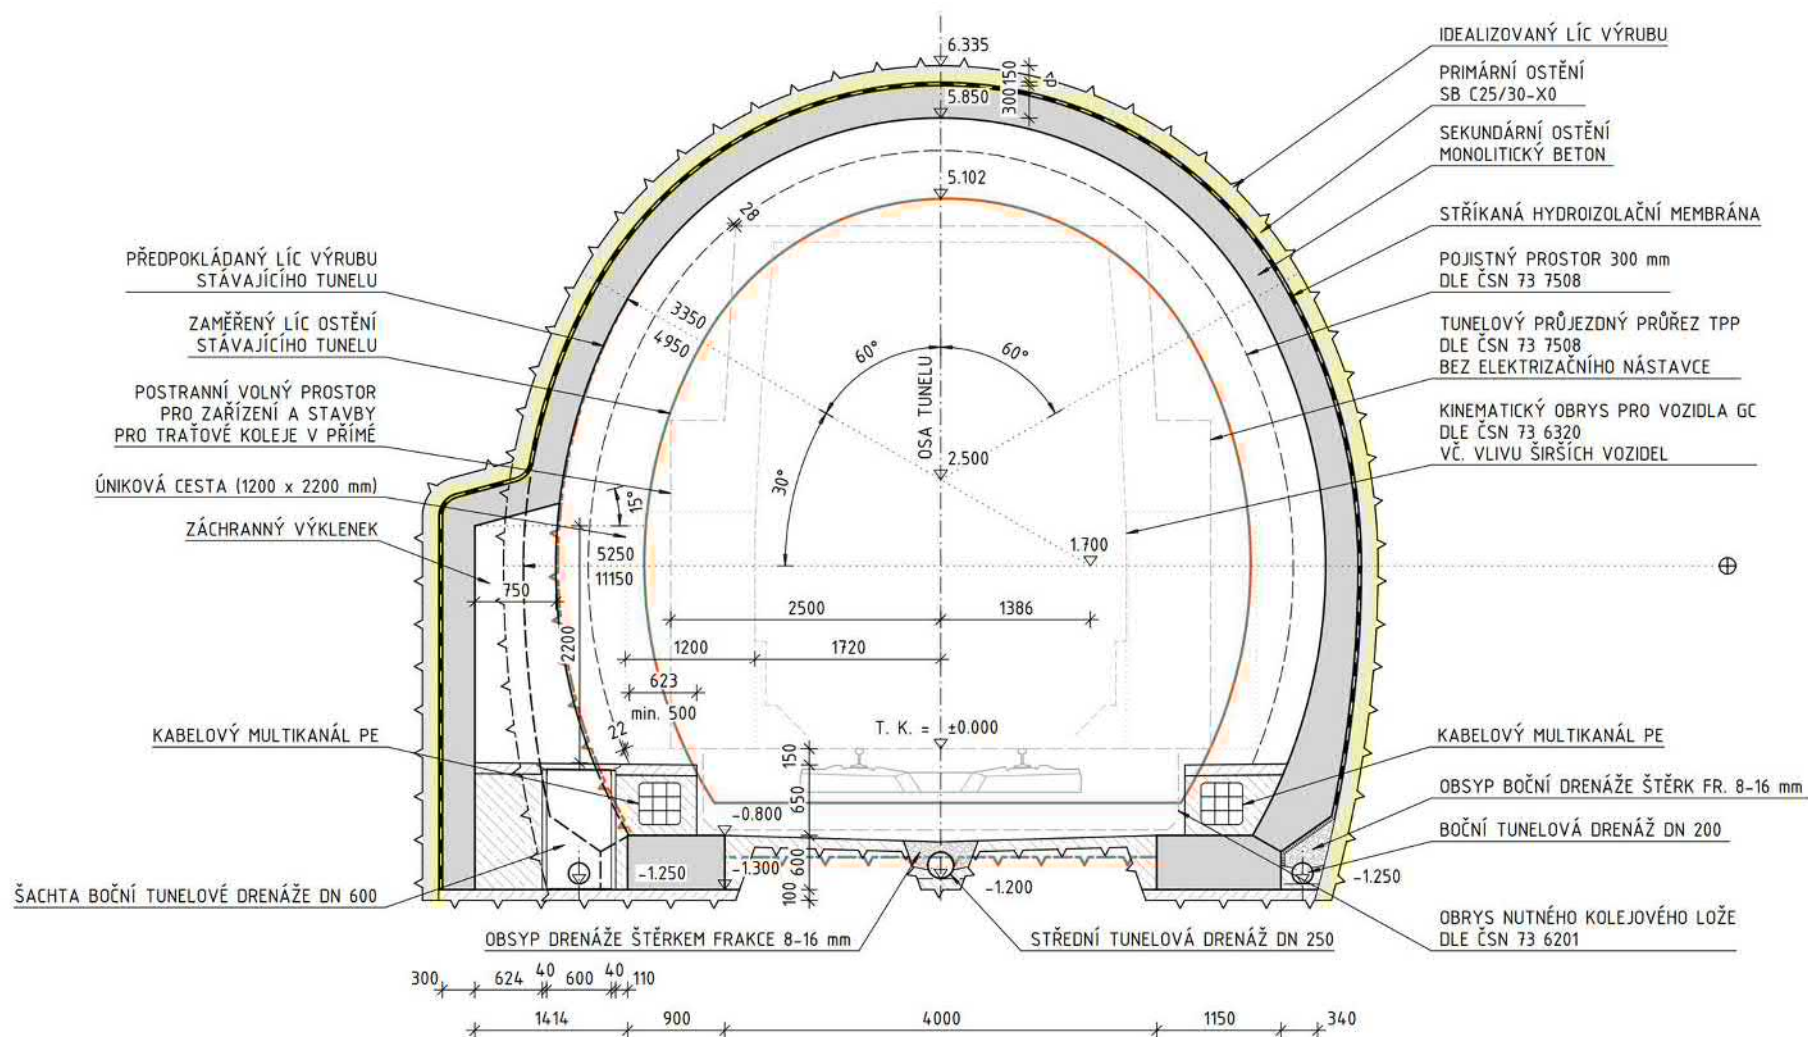 6.335
150
d²
300
5.850
5.102
28
3350
4950
60°
60°
OSA TUNELU
2.500
30°
15°
5250
11150
1.700
750
2500
1386
2200
1200
1720
623
min. 500
22
T. K. = ±0.000
150
650
-0.800
600
-1.250
-1.300
100
-1.200
-1.250
PŘEDPOKLÁDANÝ LÍC VÝRUBU
STÁVAJÍCÍHO TUNELU
ZAMĚŘENÝ LÍC OSTĚNÍ
STÁVAJÍCÍHO TUNELU
POSTRANNÍ VOLNÝ PROSTOR
PRO ZAŘÍZENÍ A STAVBY
PRO TRAŤOVÉ KOLEJE V PŘÍMÉ
ÚNIKOVÁ CESTA (1200 x 2200 mm)
ZÁCHRANNÝ VÝKLENEK
KABELOVÝ MULTIKANÁL PE
ŠACHTA BOČNÍ TUNELOVÉ DRENÁŽE DN 600
IDEALIZOVANÝ LÍC VÝRUBU
PRIMÁRNÍ OSTĚNÍ
SB C25/30-X0
SEKUNDÁRNÍ OSTĚNÍ
MONOLITICKÝ BETON
STŘÍKANÁ HYDROIZOLAČNÍ MEMBRÁNA
POJISTNÝ PROSTOR 300 mm
DLE ČSN 73 7508
TUNELOVÝ PRŮJEZDNÝ PRŮŘEZ TPP
DLE ČSN 73 7508
BEZ ELEKTRIZAČNÍHO NÁSTAVCE
KINEMATICKÝ OBRYS PRO VOZIDLA GC
DLE ČSN 73 6320
VČ. VLIVU ŠIRŠÍCH VOZIDEL
KABELOVÝ MULTIKANÁL PE
OBSYP BOČNÍ DRENÁŽE ŠTĚRK FR. 8-16 mm
BOČNÍ TUNELOVÁ DRENÁŽ DN 200
OBRYS NUTNÉHO KOLEJOVÉHO LOŽE
DLE ČSN 73 6201
OBSYP DRENÁŽE ŠTĚRKEM FRAKCE 8-16 mm
STŘEDNÍ TUNELOVÁ DRENÁŽ DN 250
300
624
40
600
40
110
1414
900
4000
1150
340